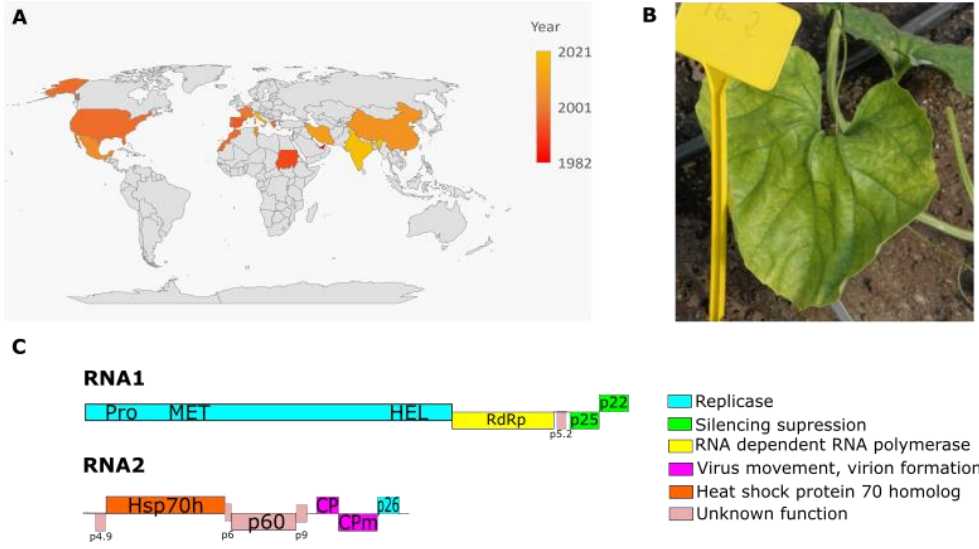 A
Year
2021
2001
1982
B
16-2
C
RNA1
Pro MET HEL
RdRp
p5.2
p25
p22
RNA2
p4.9
Hsp70h
p6
p60
p9
CP
CPm
p26
Replicase
Silencing supression
RNA dependent RNA polymerase
Virus movement, virion formation
Heat shock protein 70 homolog
Unknown function